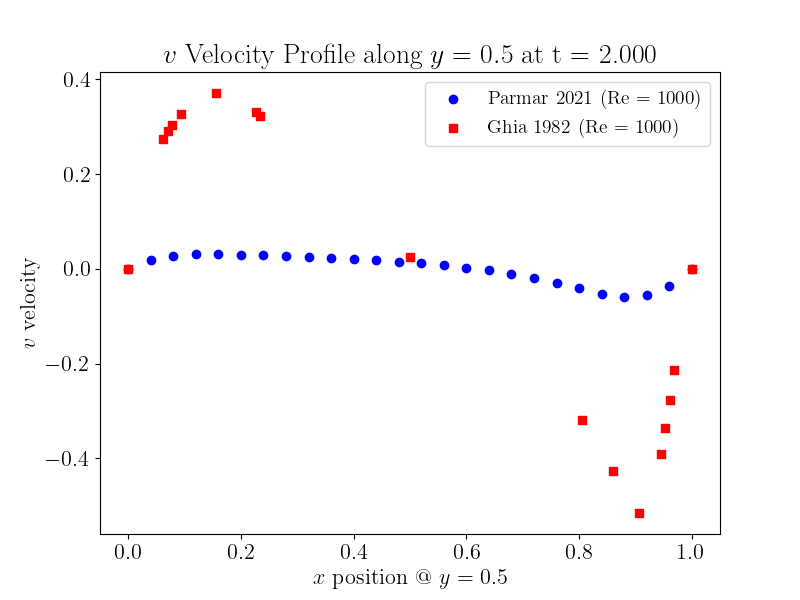 v Velocity Profile along y = 0.5 at t = 2.000
Parmar 2021 (Re = 1000)
Ghia 1982 (Re = 1000)
0.4
0.2
0.0
−0.2
−0.4
v velocity
0.0 0.2 0.4 0.6 0.8 1.0
x position @ y = 0.5